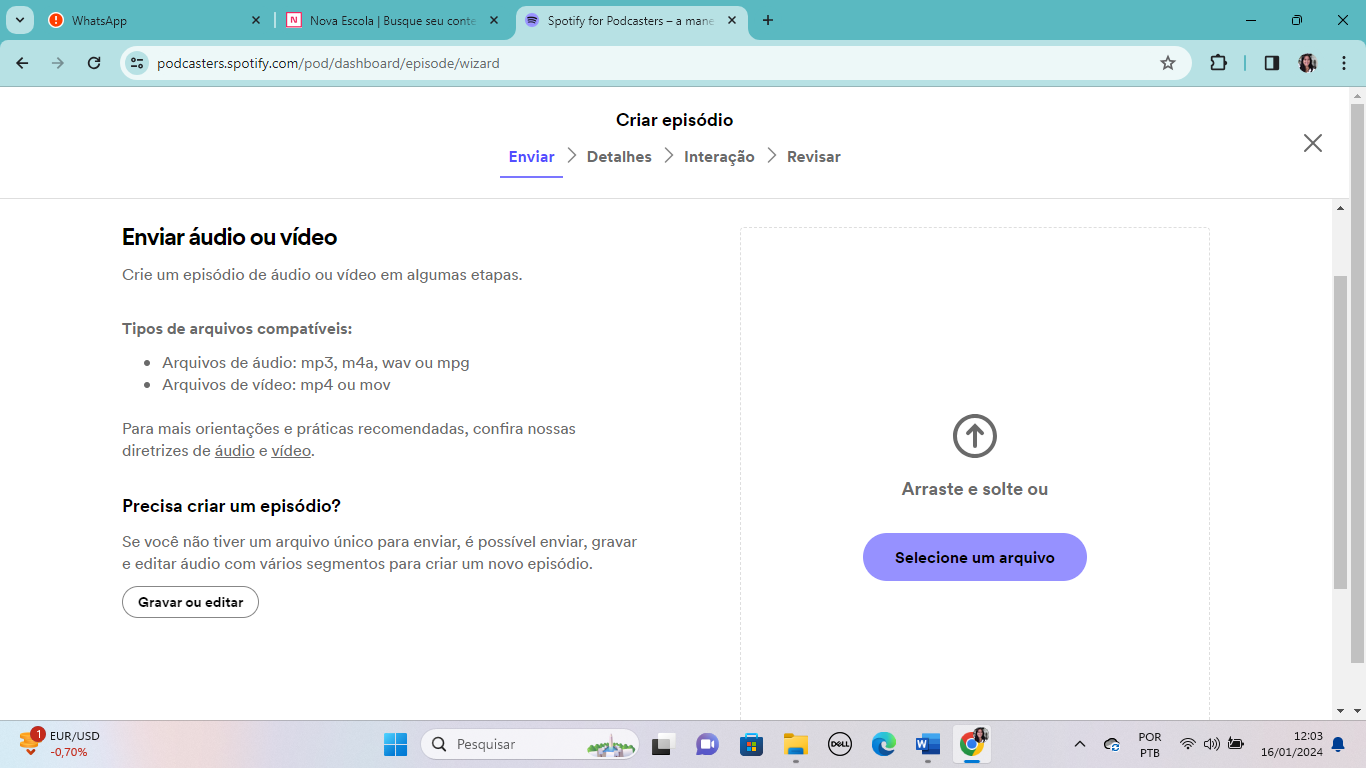 WhatsApp
Nova Escola | Busque seu conte
Spotify for Podcasters – a mane
podcasters.spotify.com/pod/dashboard/episode/wizard
Criar episódio
Enviar
Detalhes
Interação
Revisar
Enviar áudio ou vídeo
Crie um episódio de áudio ou vídeo em algumas etapas.
Tipos de arquivos compatíveis:
• Arquivos de áudio: mp3, m4a, wav ou mpg
• Arquivos de vídeo: mp4 ou mov
Para mais orientações e práticas recomendadas, confira nossas
diretrizes de áudio e vídeo.
Precisa criar um episódio?
Se você não tiver um arquivo único para enviar, é possível enviar, gravar
e editar áudio com vários segmentos para criar um novo episódio.
Gravar ou editar
Arraste e solte ou
Selecione um arquivo
1
EUR/USD
-0,70%
Pesquisar
DELL
W
POR
PTB
12:03
16/01/2024